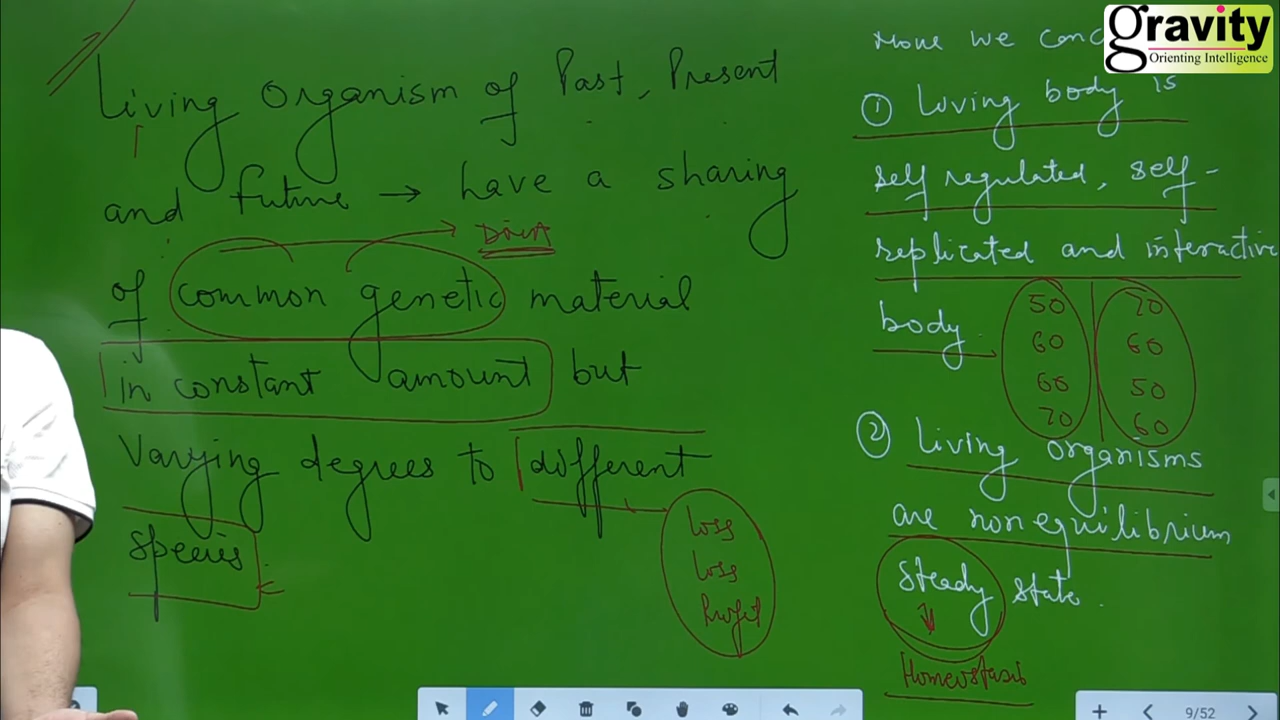 Living Organism of Past, Present
and future → have a sharing
DNA
of common genetic material
in constant amount but
Varying degrees to different
species
Loss
Loss
Profit
gravity
Orienting Intelligence
we
① Living body is
self regulated, self-
replicated and interactive
body.
50 70
60 60
60 50
70 60
② Living organisms
are non equilibrium
steady state.
Homeostasis
9/52